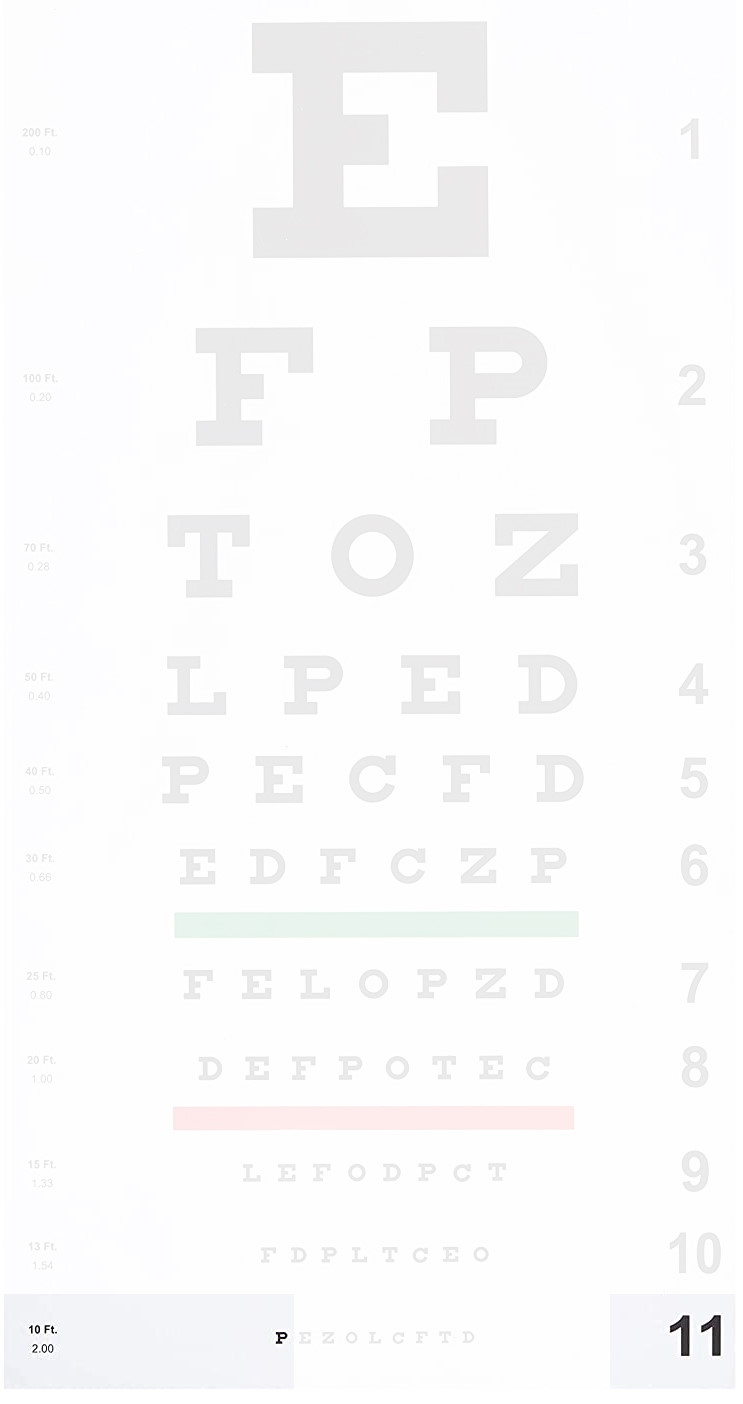 E 1
200 Ft.
0.10
F P 2
100 Ft.
0.20
T O Z 3
70 Ft.
0.28
L P E D 4
50 Ft.
0.40
P E C F D 5
40 Ft.
0.50
E D F C Z P 6
30 Ft.
0.66
F E L O P Z D 7
25 Ft.
0.80
D E F P O T E C 8
20 Ft.
1.00
L E F O D P C T 9
15 Ft.
1.33
F D P L T C E O 10
13 Ft.
1.54
P E Z O L C F T D 11
10 Ft.
2.00